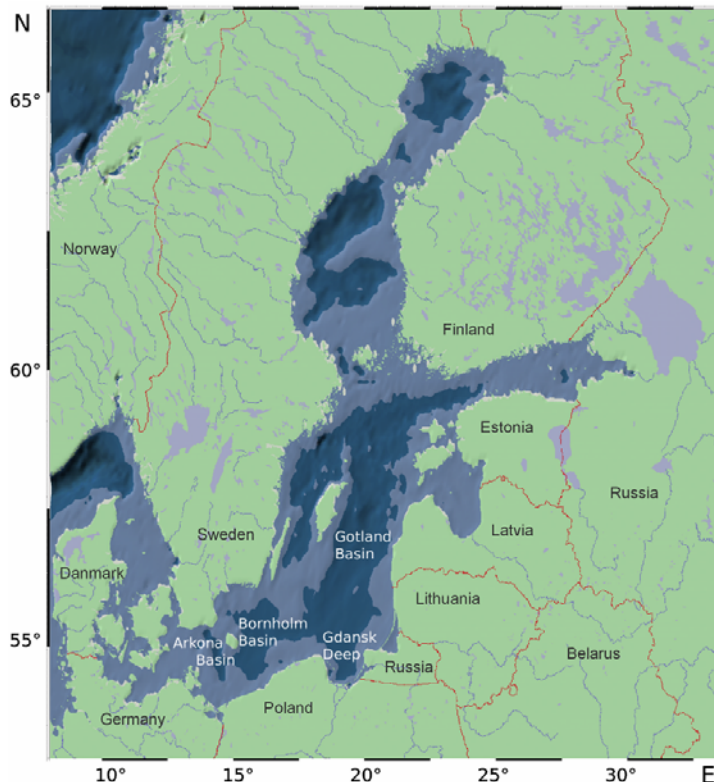 N
65°
Norway
Finland
60°
Estonia
Russia
Sweden
Gotland
Basin
Latvia
Danmark
Lithuania
Bornholm
Basin
55°
Arkona
Basin
Gdansk
Deep
Russia
Belarus
Germany
Poland
10°
15°
20°
25°
30°
E